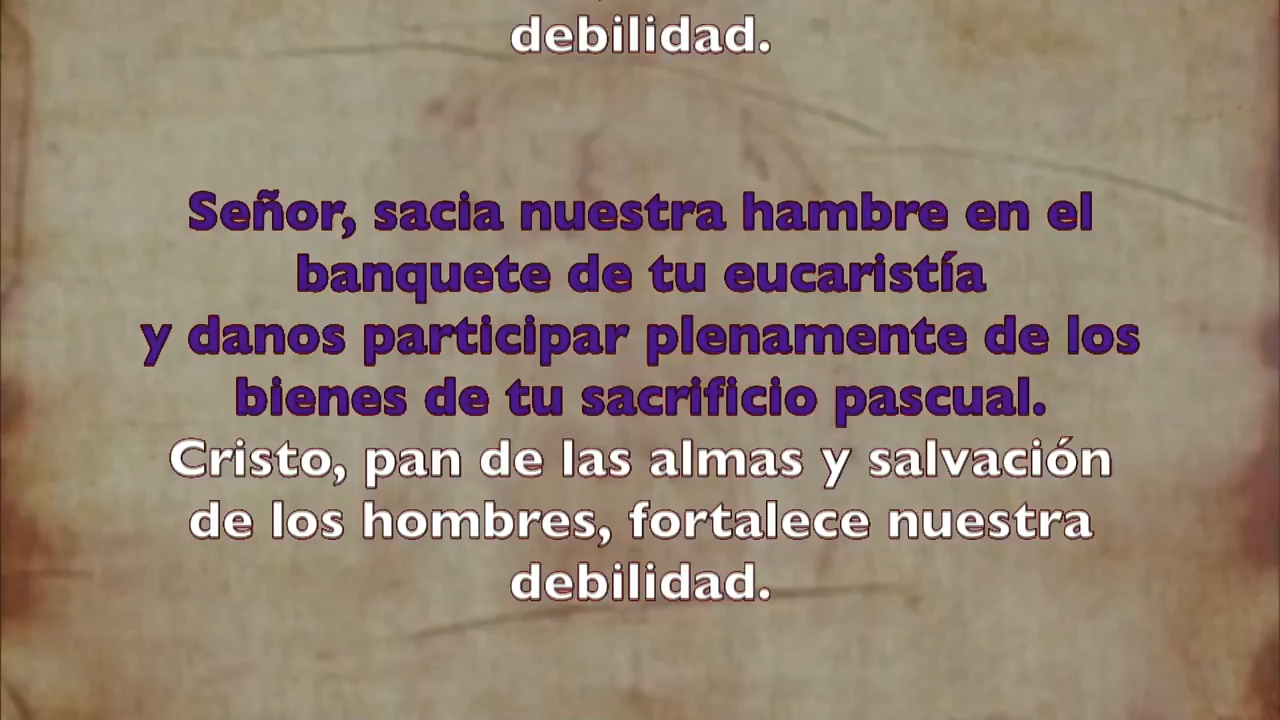 debilidad.
Señor, sacia nuestra hambre en el
banquete de tu eucaristía
y danos participar plenamente de los
bienes de tu sacrificio pascual.
Cristo, pan de las almas y salvación
de los hombres, fortalece nuestra
debilidad.